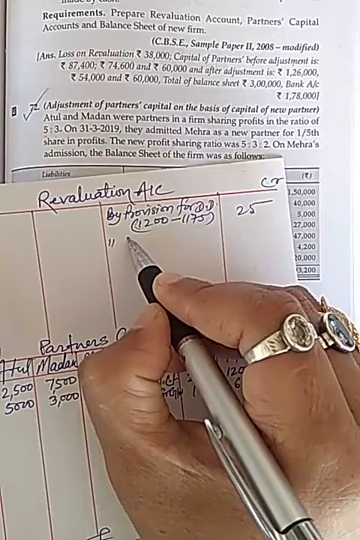 Requirements. Prepare Revaluation Account, Partners' Capital
Accounts and Balance Sheet of new firm.
(C.B.S.E., Sample Paper II, 2008 – modified)
[Ans. Loss on Revaluation ₹ 38,000; Capital of Partners' before adjustment is:
₹ 87,400; ₹ 74,600 and ₹ 60,000 and after adjustment is: ₹ 1,26,000,
₹ 54,000 and ₹ 60,000, Total of balance sheet ₹ 3,00,000, Bank A/c
₹ 1,78,000]
(Adjustment of partners' capital on the basis of capital of new partner)
Atul and Madan were partners in a firm sharing profits in the ratio of
5 : 3. On 31-3-2019, they admitted Mehra as a new partner for 1/5th
share in profits. The new profit sharing ratio was 5 : 3 : 2. On Mehra's
admission, the Balance Sheet of the firm was as follows:
Liabilities (₹)
Revaluation A/c Cr
By Provision for D.D. 25
(1200 – 1175)
"
1,50,000
40,000
5,000
27,000
47,000
4,200
20,000
Partners
Atul Madan
2,500 7500
5000 3,000